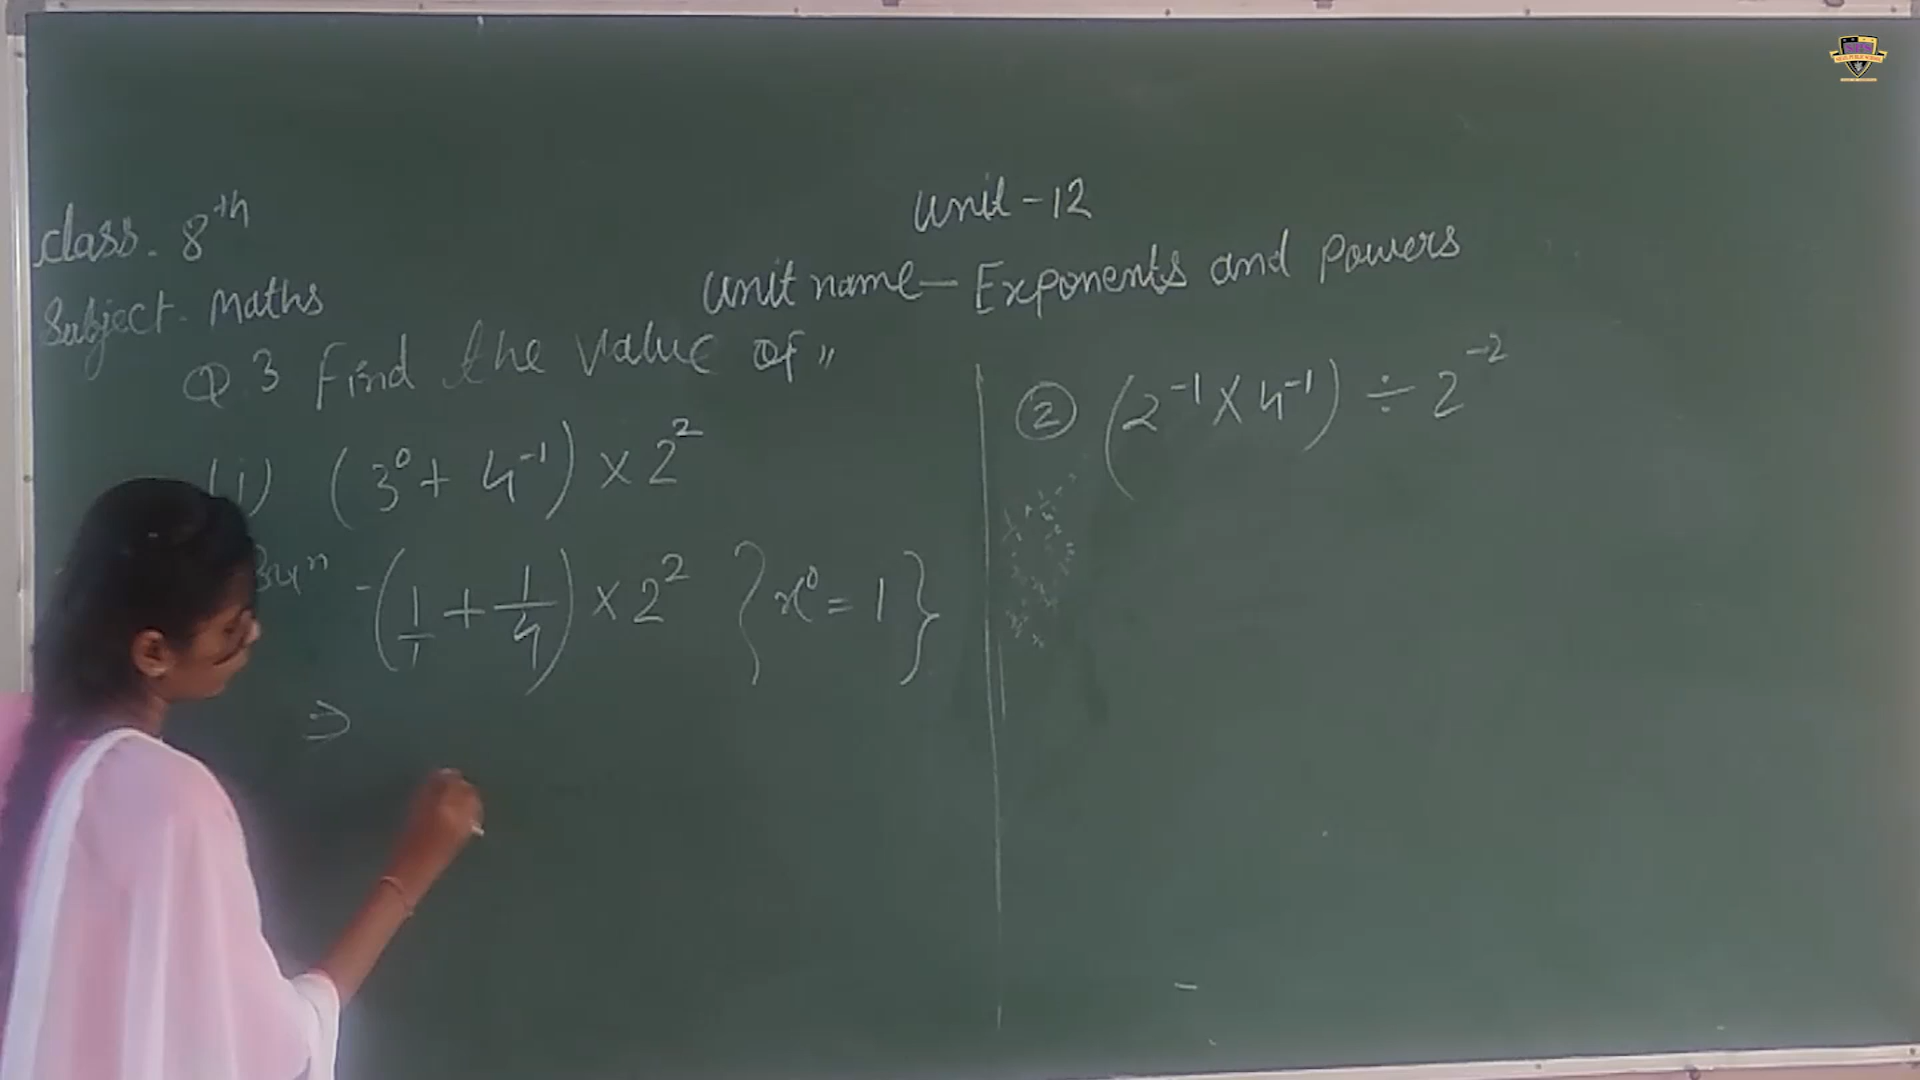 Unit - 12
Class. 8th
Unit name — Exponents and Powers
Subject. Maths
Q 3 Find the value of ,,
(i) (3⁰ + 4⁻¹) × 2²
(1/1 + 1/4) × 2² {x⁰ = 1}
⇒
② (2⁻¹ × 4⁻¹) ÷ 2⁻²